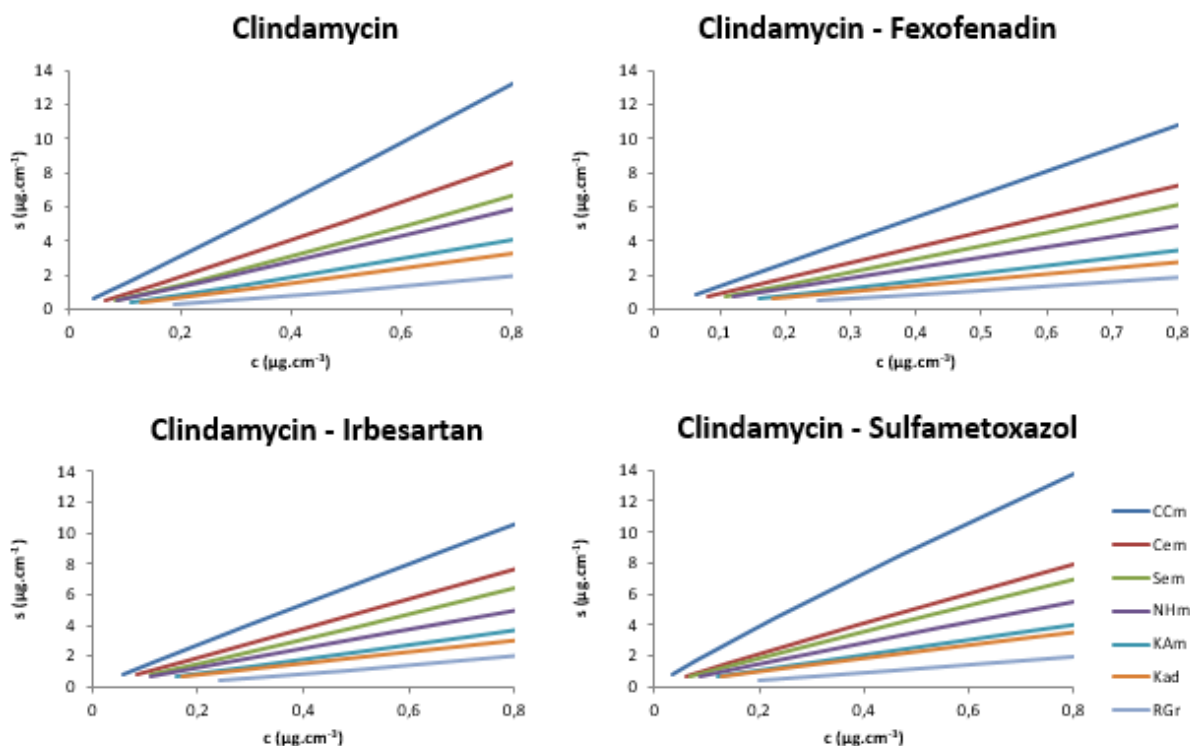 Clindamycin
14
12
10
8
6
4
2
0
s (µg.cm⁻¹)
0 0,2 0,4 0,6 0,8
c (µg.cm⁻³)
Clindamycin - Fexofenadin
14
12
10
8
6
4
2
0
s (µg.cm⁻¹)
0 0,1 0,2 0,3 0,4 0,5 0,6 0,7 0,8
c (µg.cm⁻³)
Clindamycin - Irbesartan
14
12
10
8
6
4
2
0
s (µg.cm⁻¹)
0 0,2 0,4 0,6 0,8
c (µg.cm⁻³)
Clindamycin - Sulfametoxazol
14
12
10
8
6
4
2
0
s (µg.cm⁻¹)
0 0,2 0,4 0,6 0,8
c (µg.cm⁻³)
CCm
Cem
Sem
NHm
KAm
Kad
RGr